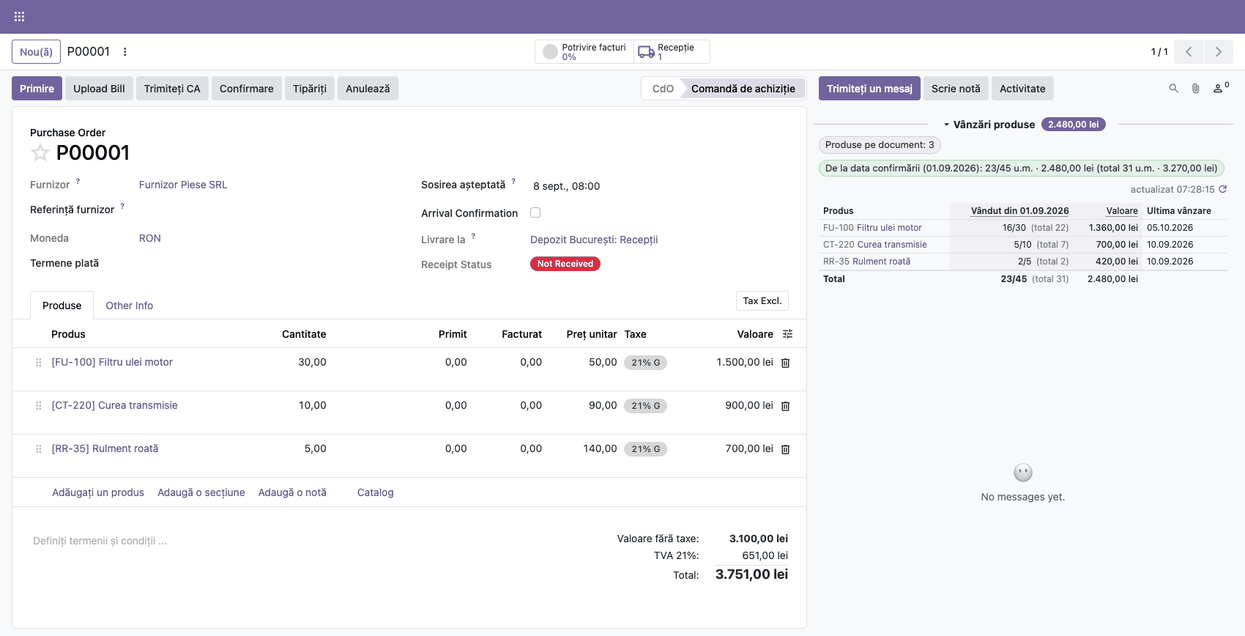 Nou(ă) P00001
Potrivire facturi
0%
Recepție
1
1 / 1
Primire Upload Bill Trimiteți CA Confirmare Tipăriți Anulează
CdO Comandă de achiziție
Trimiteți un mesaj Scrie notă Activitate 0
Purchase Order
P00001
Furnizor ? Furnizor Piese SRL
Referință furnizor ?
Moneda RON
Termene plată
Sosirea așteptată ? 8 sept., 08:00
Arrival Confirmation
Livrare la ? Depozit București: Recepții
Receipt Status Not Received
Produse Other Info Tax Excl.
Produs Cantitate Primit Facturat Preț unitar Taxe Valoare
[FU-100] Filtru ulei motor 30,00 0,00 0,00 50,00 21% G 1.500,00 lei
[CT-220] Curea transmisie 10,00 0,00 0,00 90,00 21% G 900,00 lei
[RR-35] Rulment roată 5,00 0,00 0,00 140,00 21% G 700,00 lei
Adăugați un produs Adaugă o secțiune Adaugă o notă Catalog
Definiți termenii și condiții ...
Valoare fără taxe: 3.100,00 lei
TVA 21%: 651,00 lei
Total: 3.751,00 lei
Vânzări produse 2.480,00 lei
Produse pe document: 3
De la data confirmării (01.09.2026): 23/45 u.m. · 2.480,00 lei (total 31 u.m. · 3.270,00 lei)
actualizat 07:28:15
Produs Vândut din 01.09.2026 Valoare Ultima vânzare
FU-100 Filtru ulei motor 16/30 (total 22) 1.360,00 lei 05.10.2026
CT-220 Curea transmisie 5/10 (total 7) 700,00 lei 10.09.2026
RR-35 Rulment roată 2/5 (total 2) 420,00 lei 10.09.2026
Total 23/45 (total 31) 2.480,00 lei
No messages yet.